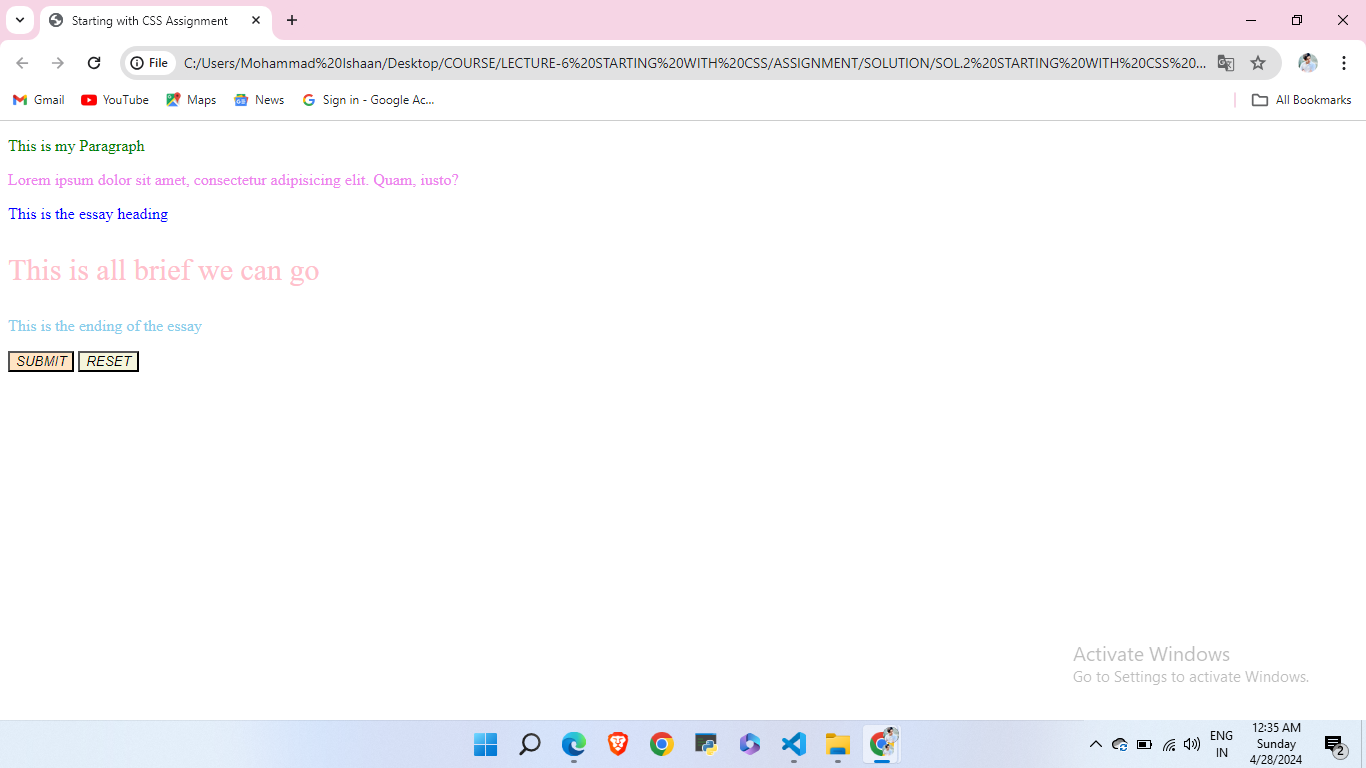 Starting with CSS Assignment
File
C:/Users/Mohammad%20Ishaan/Desktop/COURSE/LECTURE-6%20STARTING%20WITH%20CSS/ASSIGNMENT/SOLUTION/SOL.2%20STARTING%20WITH%20CSS%20...
Gmail YouTube Maps News Sign in - Google Ac... All Bookmarks
This is my Paragraph
Lorem ipsum dolor sit amet, consectetur adipisicing elit. Quam, iusto?
This is the essay heading
This is all brief we can go
This is the ending of the essay
SUBMIT RESET
Activate Windows
Go to Settings to activate Windows.
ENG
IN
12:35 AM
Sunday
4/28/2024
2